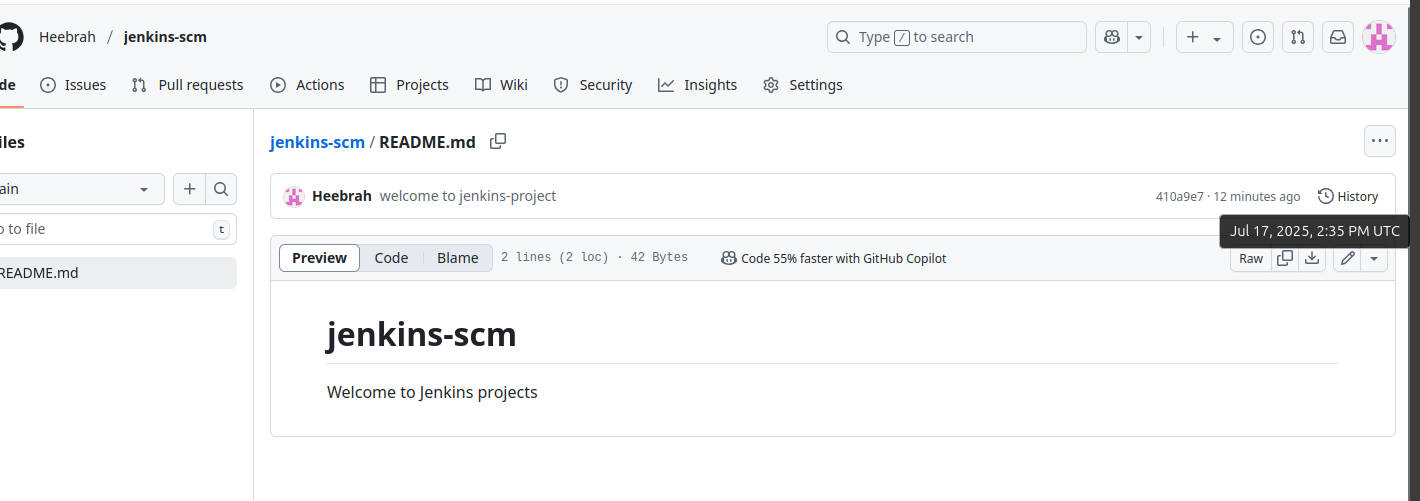 Heebrah / jenkins-scm
Type / to search
de Issues Pull requests Actions Projects Wiki Security Insights Settings
iles
ain
o to file t
README.md
jenkins-scm / README.md
Heebrah welcome to jenkins-project
410a9e7 · 12 minutes ago History
Jul 17, 2025, 2:35 PM UTC
Preview Code Blame 2 lines (2 loc) · 42 Bytes Code 55% faster with GitHub Copilot Raw
jenkins-scm
Welcome to Jenkins projects